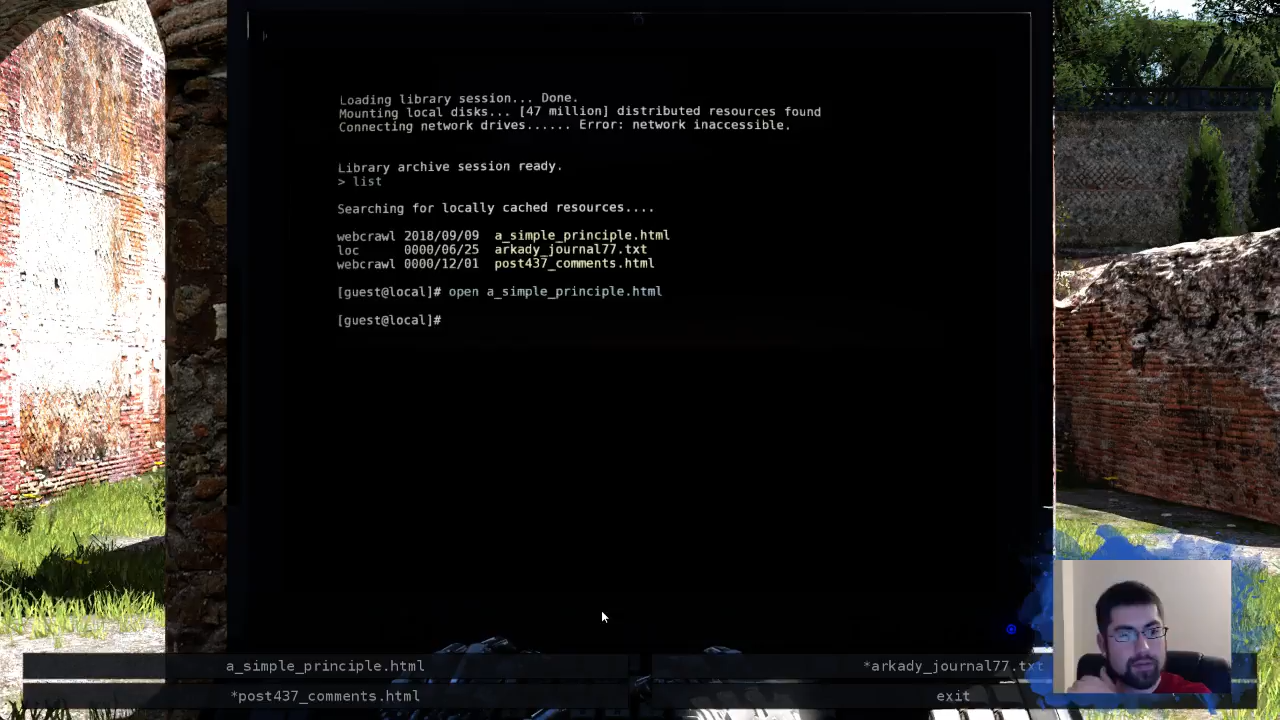 Loading library session... Done.
Mounting local disks... [47 million] distributed resources found
Connecting network drives...... Error: network inaccessible.
Library archive session ready.
> list
Searching for locally cached resources....
webcrawl 2018/09/09 a_simple_principle.html
loc 0000/06/25 arkady_journal77.txt
webcrawl 0000/12/01 post437_comments.html
[guest@local]# open a_simple_principle.html
[guest@local]#
a_simple_principle.html *arkady_journal77.txt
*post437_comments.html exit